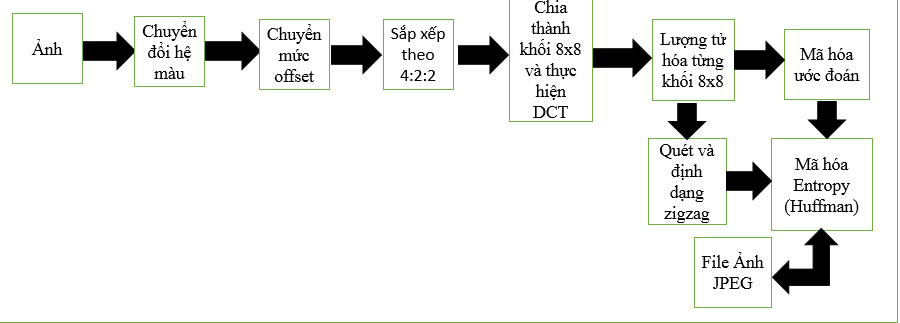 Ảnh
Chuyển
đổi hệ
màu
Chuyển
mức
offset
Sắp xếp
theo
4:2:2
Chia
thành
khối 8x8
và thực
hiện
DCT
Lượng tử
hóa từng
khối 8x8
Mã hóa
ước đoán
Quét và
định
dạng
zigzag
Mã hóa
Entropy
(Huffman)
File Ảnh
JPEG